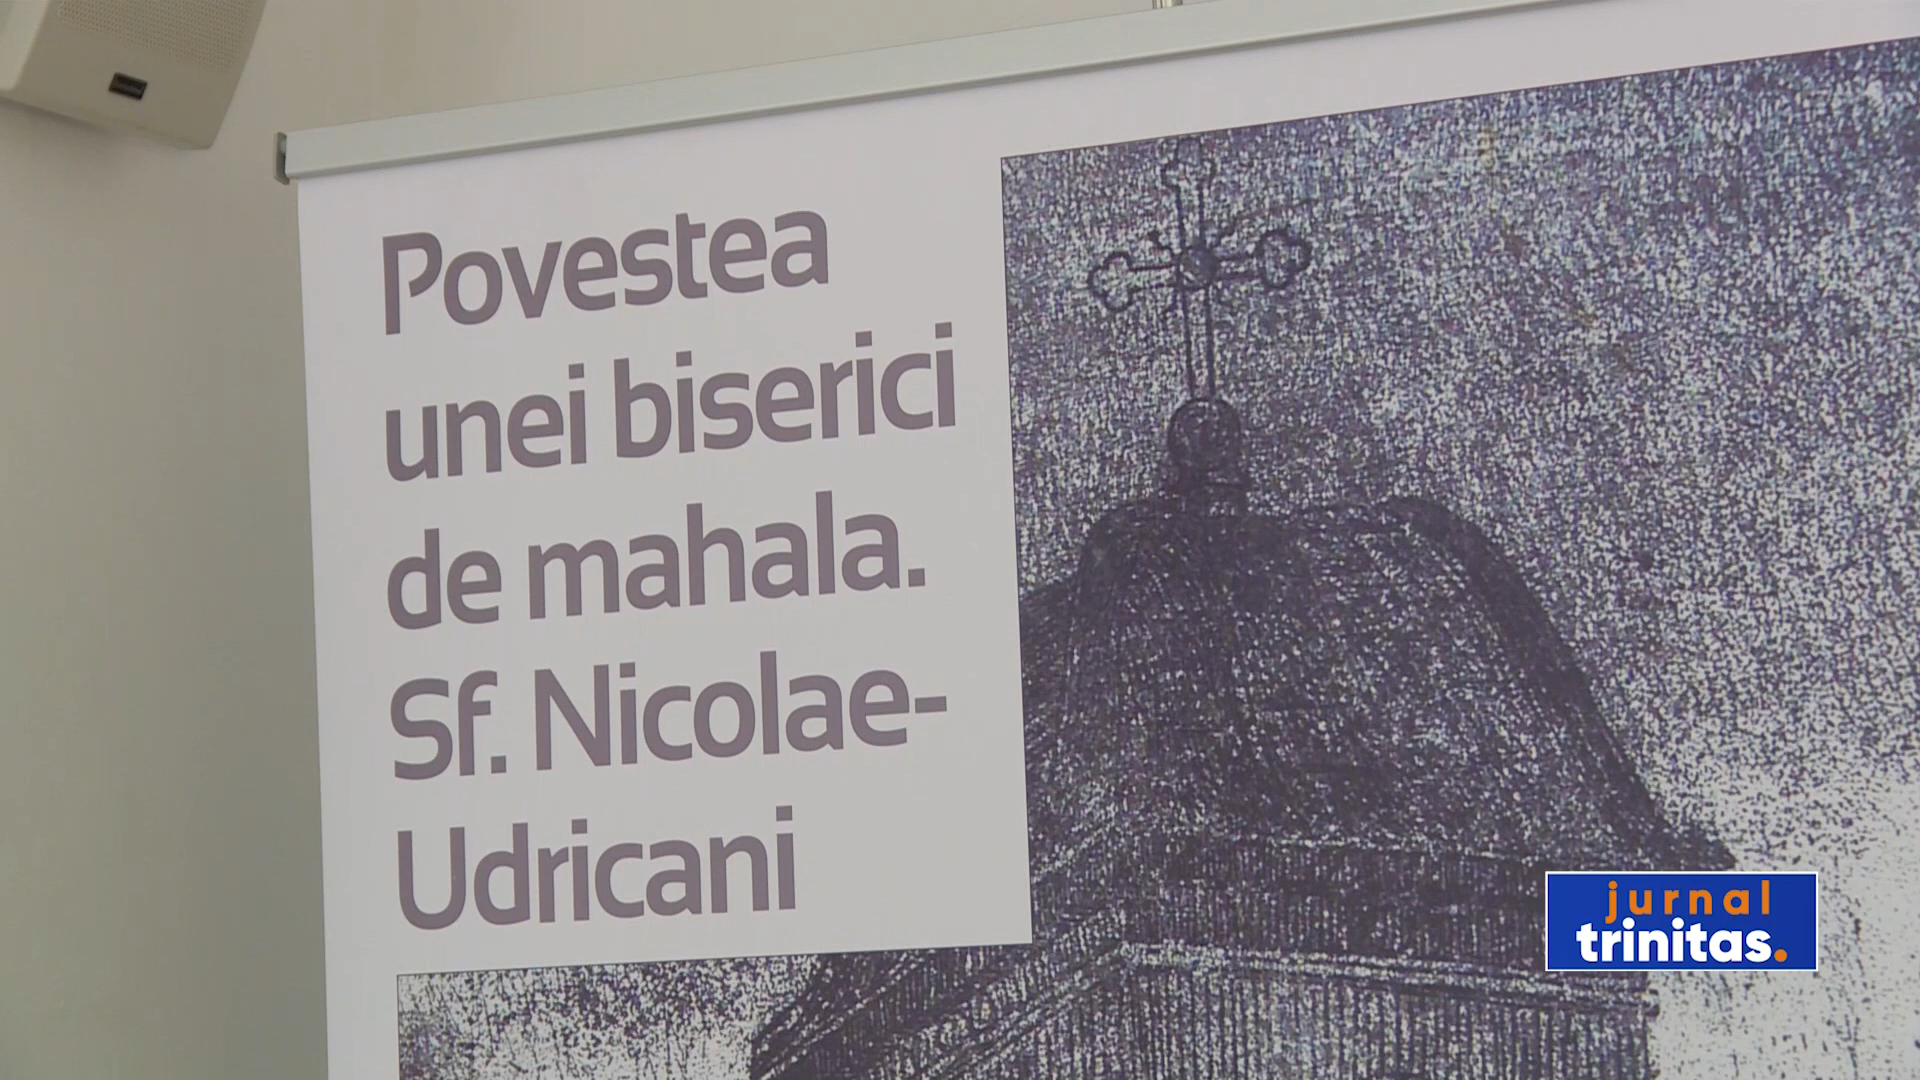 Povestea
unei biserici
de mahala.
Sf. Nicolae-
Udricani
jurnal
trinitas.